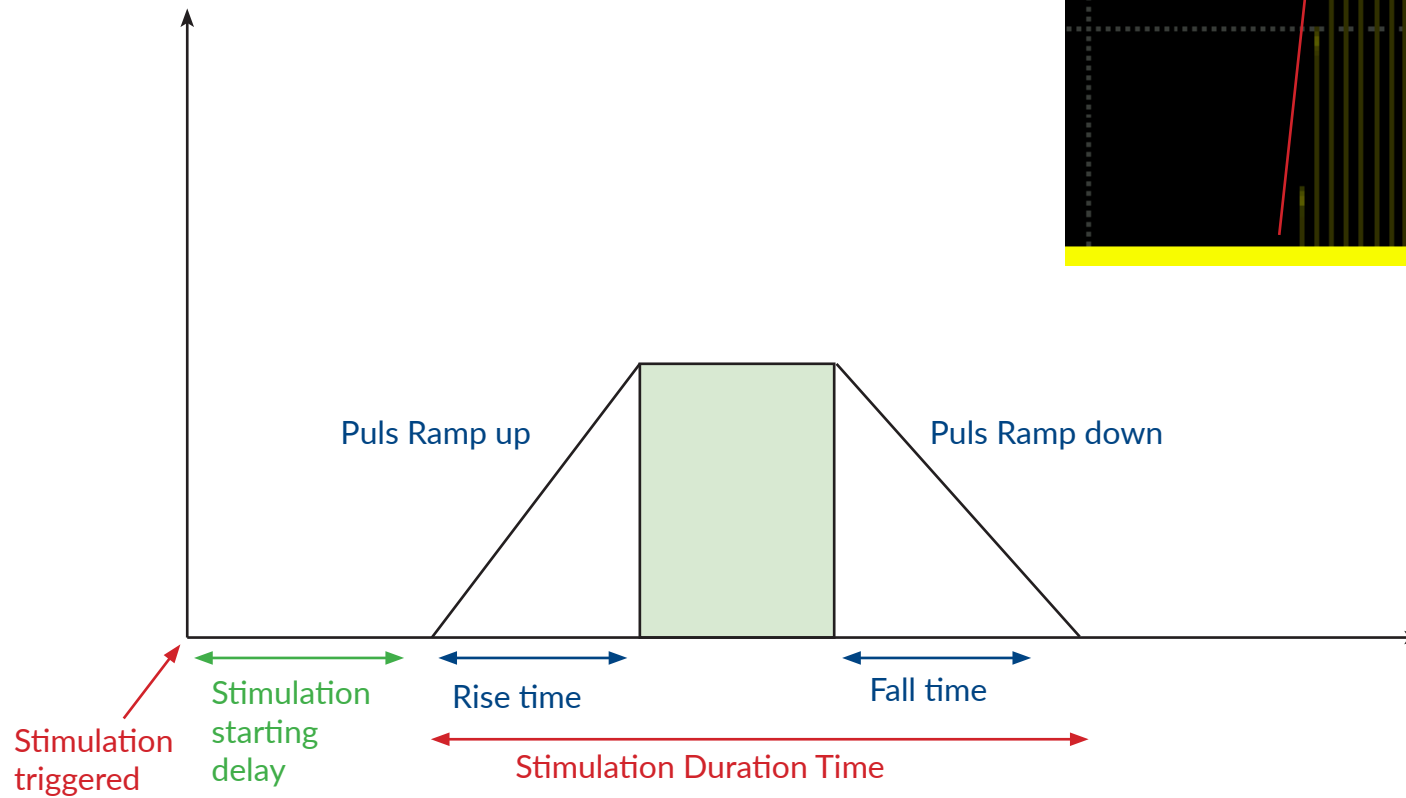 Puls Ramp up
Puls Ramp down
Stimulation
triggered
Stimulation
starting
delay
Rise time
Fall time
Stimulation Duration Time